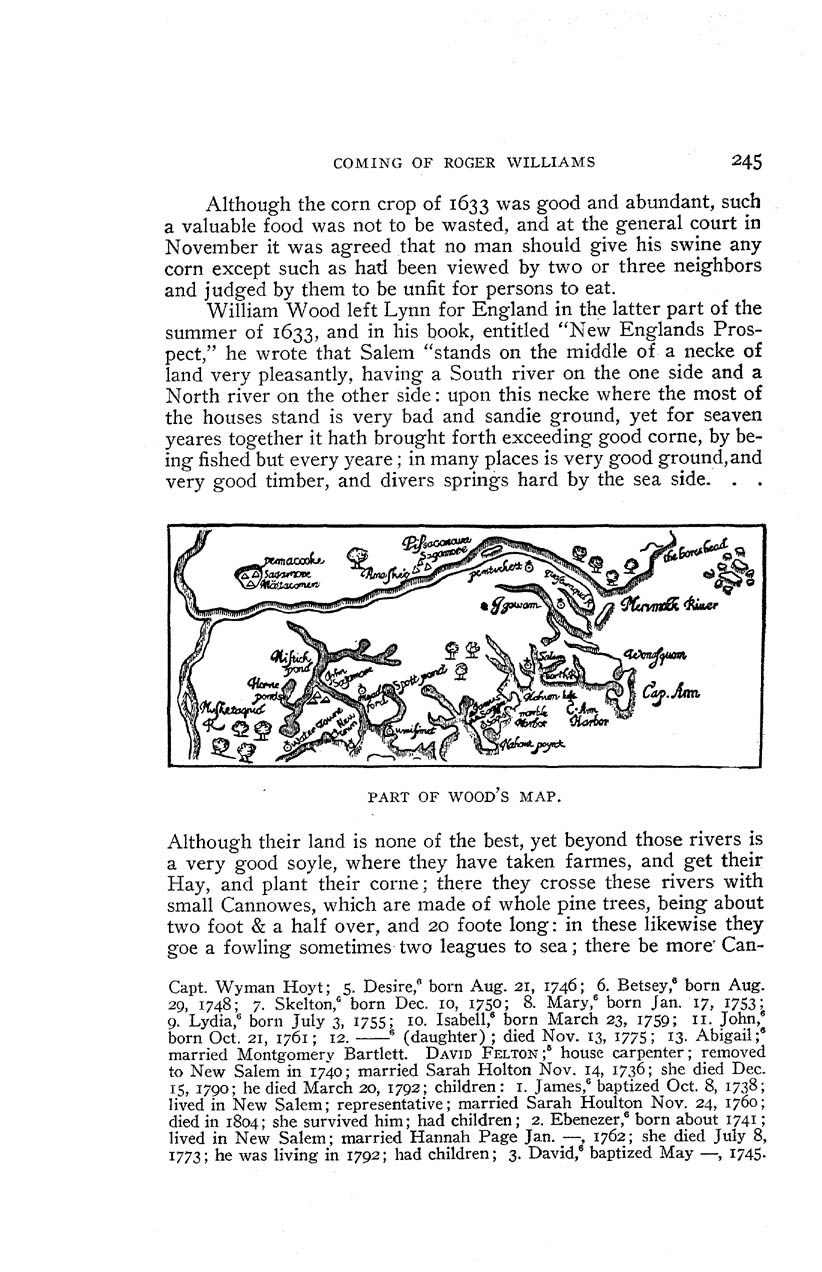 COMING OF ROGER WILLIAMS 245
Although the corn crop of 1633 was good and abundant, such
a valuable food was not to be wasted, and at the general court in
November it was agreed that no man should give his swine any
corn except such as had been viewed by two or three neighbors
and judged by them to be unfit for persons to eat.
William Wood left Lynn for England in the latter part of the
summer of 1633, and in his book, entitled “New Englands Pros-
pect,” he wrote that Salem “stands on the middle of a necke of
land very pleasantly, having a South river on the one side and a
North river on the other side: upon this necke where the most of
the houses stand is very bad and sandie ground, yet for seaven
yeares together it hath brought forth exceeding good corne, by be-
ing fished but every yeare; in many places is very good ground, and
very good timber, and divers springs hard by the sea side. . .
pemacooke
Sagamore
Mattacomen
Pissaconawa
Sagamore
Amoskeig
pentuckett
the bores head
Aggowam
Merimack River
Wonasquam
Cap. Ann
C. Ann
Harbor
Salem
marble
Harbor
Nahant poynt
Mistick
pond
Horne
ponds
John
Sagamore
Spott pond
Musketaquid
R
Water towne
New
town
PART OF WOOD'S MAP.
Although their land is none of the best, yet beyond those rivers is
a very good soyle, where they have taken farmes, and get their
Hay, and plant their corne; there they crosse these rivers with
small Cannowes, which are made of whole pine trees, being about
two foot & a half over, and 20 foote long: in these likewise they
goe a fowling sometimes two leagues to sea; there be more Can-
Capt. Wyman Hoyt; 5. Desire,⁶ born Aug. 21, 1746; 6. Betsey,⁶ born Aug.
29, 1748; 7. Skelton,⁶ born Dec. 10, 1750; 8. Mary,⁶ born Jan. 17, 1753;
9. Lydia,⁶ born July 3, 1755; 10. Isabell,⁶ born March 23, 1759; 11. John,⁶
born Oct. 21, 1761; 12. ——⁶ (daughter); died Nov. 13, 1775; 13. Abigail;⁶
married Montgomery Bartlett. DAVID FELTON;⁵ house carpenter; removed
to New Salem in 1740; married Sarah Holton Nov. 14, 1736; she died Dec.
15, 1790; he died March 20, 1792; children: 1. James,⁶ baptized Oct. 8, 1738;
lived in New Salem; representative; married Sarah Houlton Nov. 24, 1760;
died in 1804; she survived him; had children; 2. Ebenezer,⁶ born about 1741;
lived in New Salem; married Hannah Page Jan. —, 1762; she died July 8,
1773; he was living in 1792; had children; 3. David,⁶ baptized May —, 1745.